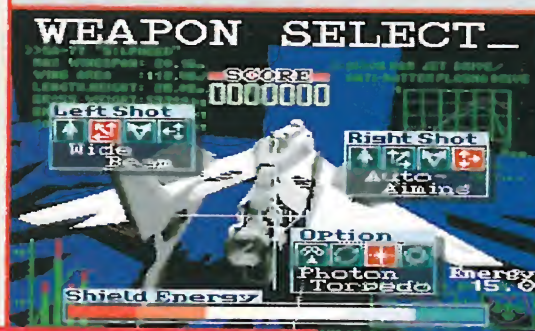 WEAPON SELECT_
SCORE
0000000
Left Shot
Wide
Beam
Right Shot
Auto-
Aiming
Option
Photon
Torpedo
Energy
15.0
Shield Energy